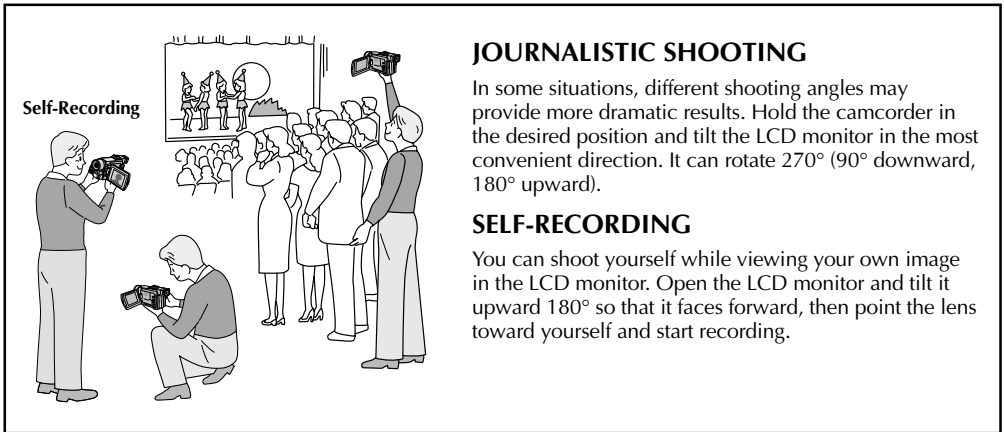 Self-Recording
JOURNALISTIC SHOOTING
In some situations, different shooting angles may
provide more dramatic results. Hold the camcorder in
the desired position and tilt the LCD monitor in the most
convenient direction. It can rotate 270° (90° downward,
180° upward).
SELF-RECORDING
You can shoot yourself while viewing your own image
in the LCD monitor. Open the LCD monitor and tilt it
upward 180° so that it faces forward, then point the lens
toward yourself and start recording.